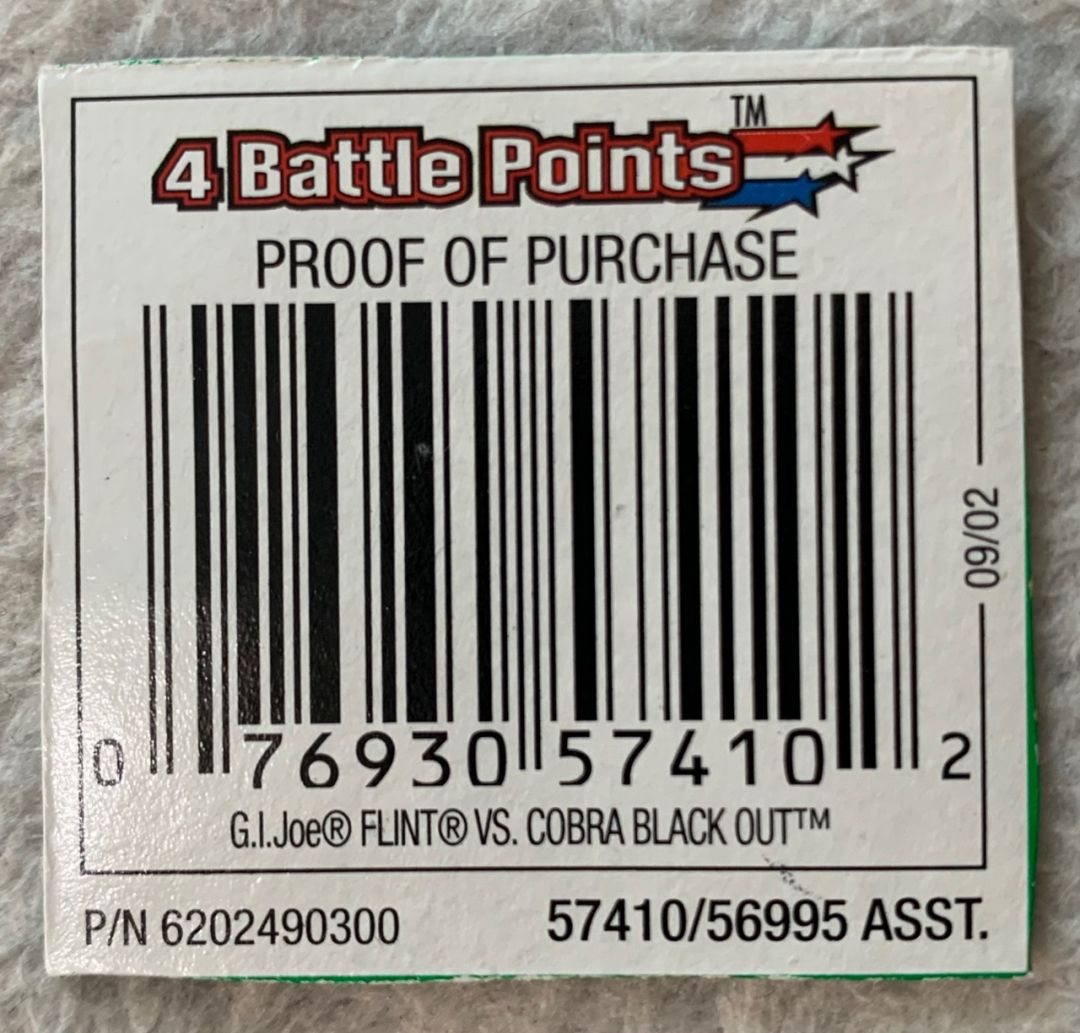 4 Battle Points™
PROOF OF PURCHASE
09/02
0 76930 57410 2
G.I.Joe® FLINT® VS. COBRA BLACK OUT™
P/N 6202490300
57410/56995 ASST.